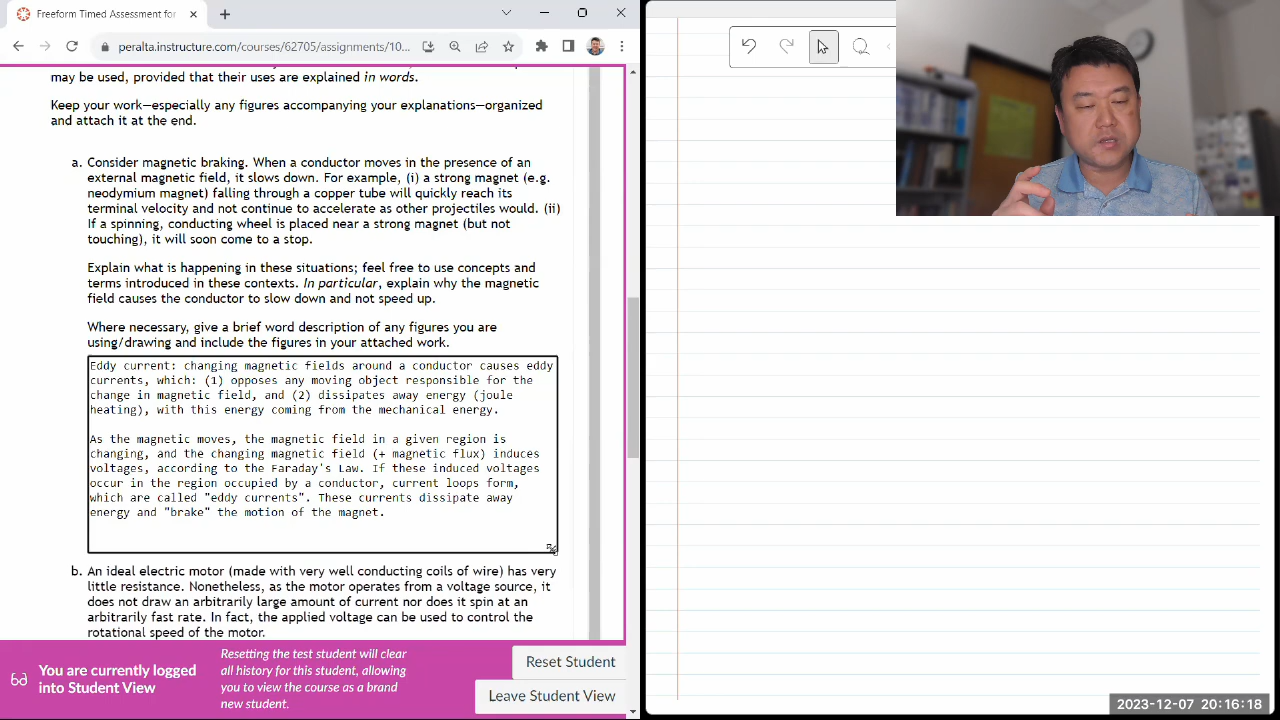 Freeform Timed Assessment for
peralta.instructure.com/courses/62705/assignments/10...
may be used, provided that their uses are explained in words.
Keep your work—especially any figures accompanying your explanations—organized
and attach it at the end.
a. Consider magnetic braking. When a conductor moves in the presence of an
external magnetic field, it slows down. For example, (i) a strong magnet (e.g.
neodymium magnet) falling through a copper tube will quickly reach its
terminal velocity and not continue to accelerate as other projectiles would. (ii)
If a spinning, conducting wheel is placed near a strong magnet (but not
touching), it will soon come to a stop.
Explain what is happening in these situations; feel free to use concepts and
terms introduced in these contexts. In particular, explain why the magnetic
field causes the conductor to slow down and not speed up.
Where necessary, give a brief word description of any figures you are
using/drawing and include the figures in your attached work.
Eddy current: changing magnetic fields around a conductor causes eddy
currents, which: (1) opposes any moving object responsible for the
change in magnetic field, and (2) dissipates away energy (joule
heating), with this energy coming from the mechanical energy.
As the magnetic moves, the magnetic field in a given region is
changing, and the changing magnetic field (+ magnetic flux) induces
voltages, according to the Faraday's Law. If these induced voltages
occur in the region occupied by a conductor, current loops form,
which are called "eddy currents". These currents dissipate away
energy and "brake" the motion of the magnet.
b. An ideal electric motor (made with very well conducting coils of wire) has very
little resistance. Nonetheless, as the motor operates from a voltage source, it
does not draw an arbitrarily large amount of current nor does it spin at an
arbitrarily fast rate. In fact, the applied voltage can be used to control the
rotational speed of the motor.
You are currently logged
into Student View
Resetting the test student will clear
all history for this student, allowing
you to view the course as a brand
new student.
Reset Student
Leave Student View
2023-12-07 20:16:18